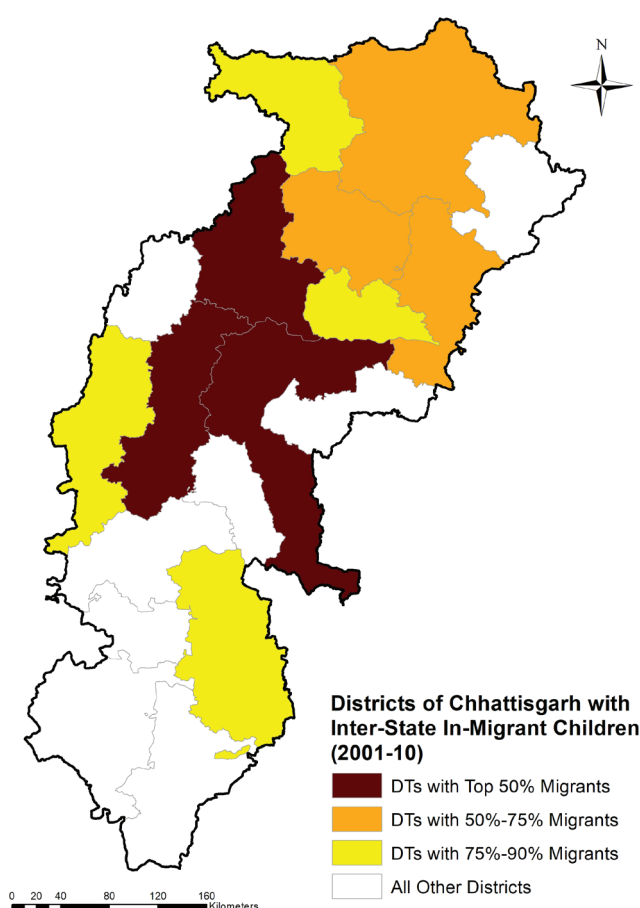 N
Districts of Chhattisgarh with
Inter-State In-Migrant Children
(2001-10)
DTs with Top 50% Migrants
DTs with 50%-75% Migrants
DTs with 75%-90% Migrants
All Other Districts
0 20 40 80 120 160
Kilometers